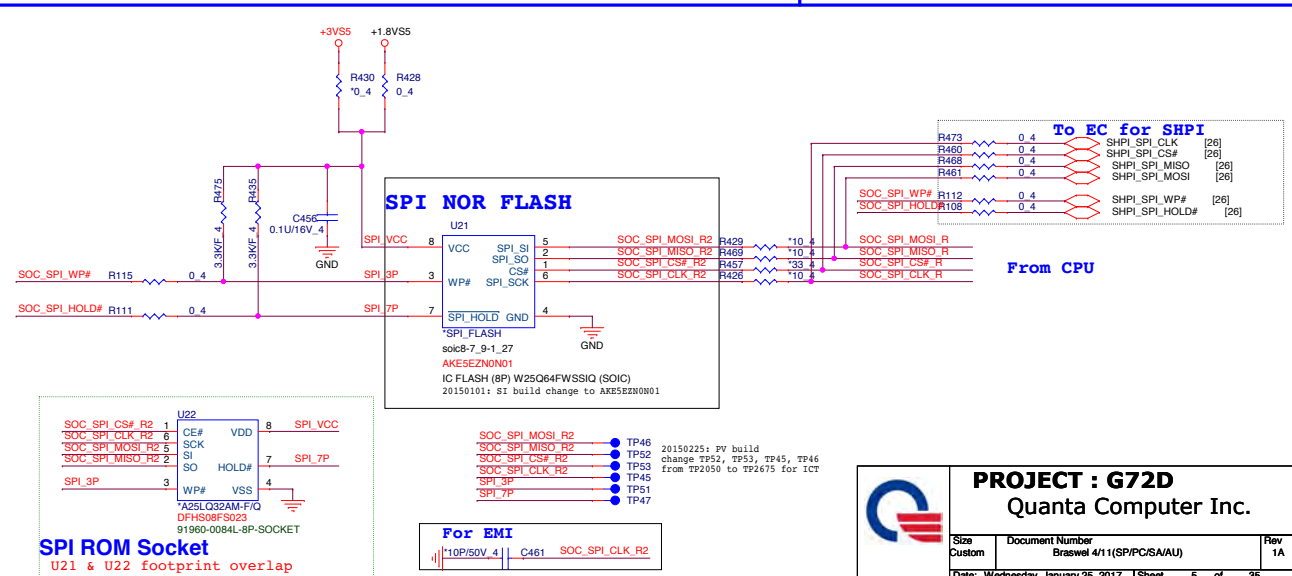 +3VS5
+1.8VS5
R430
*0_4
R428
0_4
R475
3.3K/F_4
R435
3.3K/F_4
C456
0.1U/16V_4
GND
SOC_SPI_WP#
R115
0_4
SOC_SPI_HOLD#
R111
0_4
SPI NOR FLASH
U21
SPI_VCC
8
VCC
SPI_SI
5
SPI_SO
2
CS#
1
SPI_3P
3
WP#
SPI_SCK
6
SPI_7P
7
SPI_HOLD
GND
4
*SPI_FLASH
GND
soic8-7_9-1_27
AKE5EZN0N01
IC FLASH (8P) W25Q64FWSSIQ (SOIC)
20150101: SI build change to AKE5EZN0N01
SOC_SPI_MOSI_R2 R429 *10_4 SOC_SPI_MOSI_R
SOC_SPI_MISO_R2 R469 *10_4 SOC_SPI_MISO_R
SOC_SPI_CS#_R2 R457 *33_4 SOC_SPI_CS#_R
SOC_SPI_CLK_R2 R426 *10_4 SOC_SPI_CLK_R
From CPU
To EC for SHPI
R473 0_4 SHPI_SPI_CLK [26]
R460 0_4 SHPI_SPI_CS# [26]
R468 0_4 SHPI_SPI_MISO [26]
R461 0_4 SHPI_SPI_MOSI [26]
SOC_SPI_WP# R112 0_4 SHPI_SPI_WP# [26]
SOC_SPI_HOLD# R108 0_4 SHPI_SPI_HOLD# [26]
U22
SOC_SPI_CS#_R2 1 CE# VDD 8 SPI_VCC
SOC_SPI_CLK_R2 6 SCK
SOC_SPI_MOSI_R2 5 SI
SOC_SPI_MISO_R2 2 SO HOLD# 7 SPI_7P
SPI_3P 3 WP# VSS 4
*A25LQ32AM-F/Q
DFHS08FS023
91960-0084L-8P-SOCKET
SPI ROM Socket
U21 & U22 footprint overlap
SOC_SPI_MOSI_R2 TP46
SOC_SPI_MISO_R2 TP52
SOC_SPI_CS#_R2 TP53
SOC_SPI_CLK_R2 TP45
SPI_3P TP51
SPI_7P TP47
20150225: PV build
change TP52, TP53, TP45, TP46
from TP2050 to TP2675 for ICT
For EMI
*10P/50V_4 C461 SOC_SPI_CLK_R2
PROJECT : G72D
Quanta Computer Inc.
Size
Custom
Document Number
Braswel 4/11(SP/PC/SA/AU)
Rev
1A
Date: Wednesday, January 25, 2017 Sheet 5 of 35